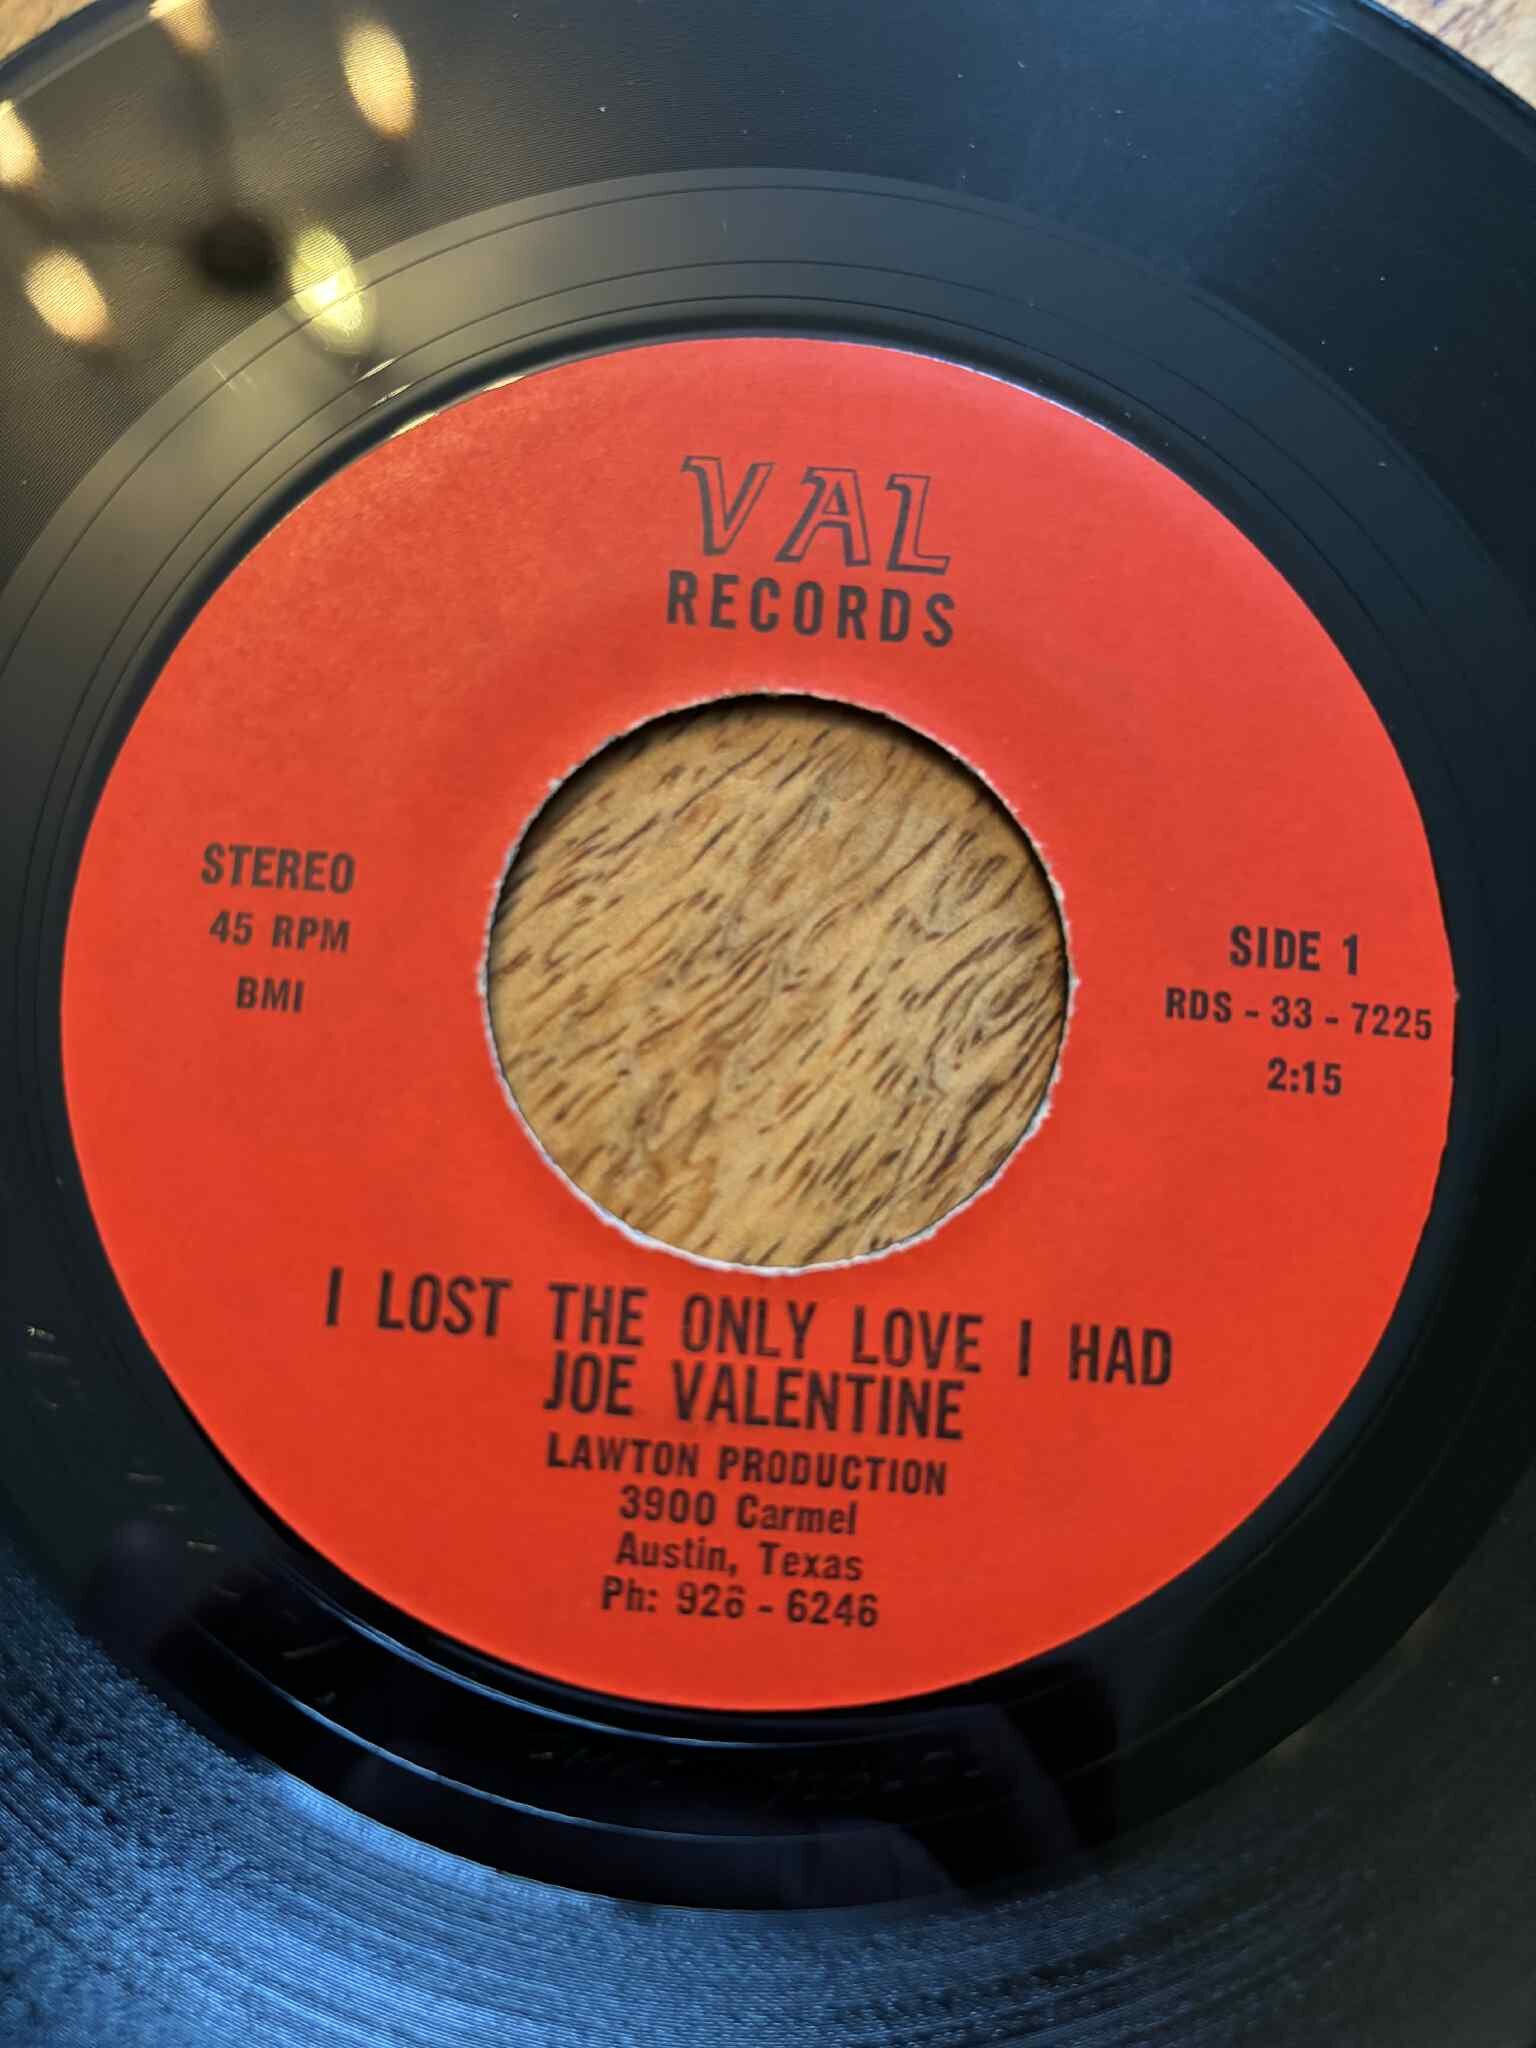 VAL
RECORDS
STEREO
45 RPM
BMI
SIDE 1
RDS - 33 - 7225
2:15
I LOST THE ONLY LOVE I HAD
JOE VALENTINE
LAWTON PRODUCTION
3900 Carmel
Austin, Texas
Ph: 926 - 6246